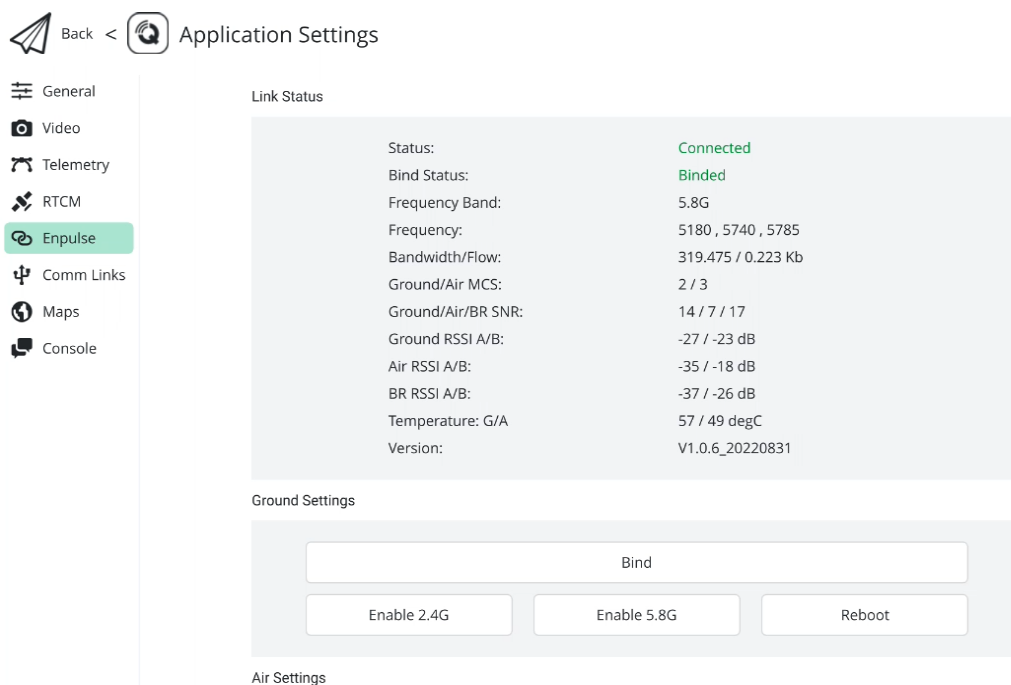 Back < Application Settings
General
Video
Telemetry
RTCM
Enpulse
Comm Links
Maps
Console
Link Status
Status: Connected
Bind Status: Binded
Frequency Band: 5.8G
Frequency: 5180 , 5740 , 5785
Bandwidth/Flow: 319.475 / 0.223 Kb
Ground/Air MCS: 2 / 3
Ground/Air/BR SNR: 14 / 7 / 17
Ground RSSI A/B: -27 / -23 dB
Air RSSI A/B: -35 / -18 dB
BR RSSI A/B: -37 / -26 dB
Temperature: G/A 57 / 49 degC
Version: V1.0.6_20220831
Ground Settings
Bind
Enable 2.4G Enable 5.8G Reboot
Air Settings